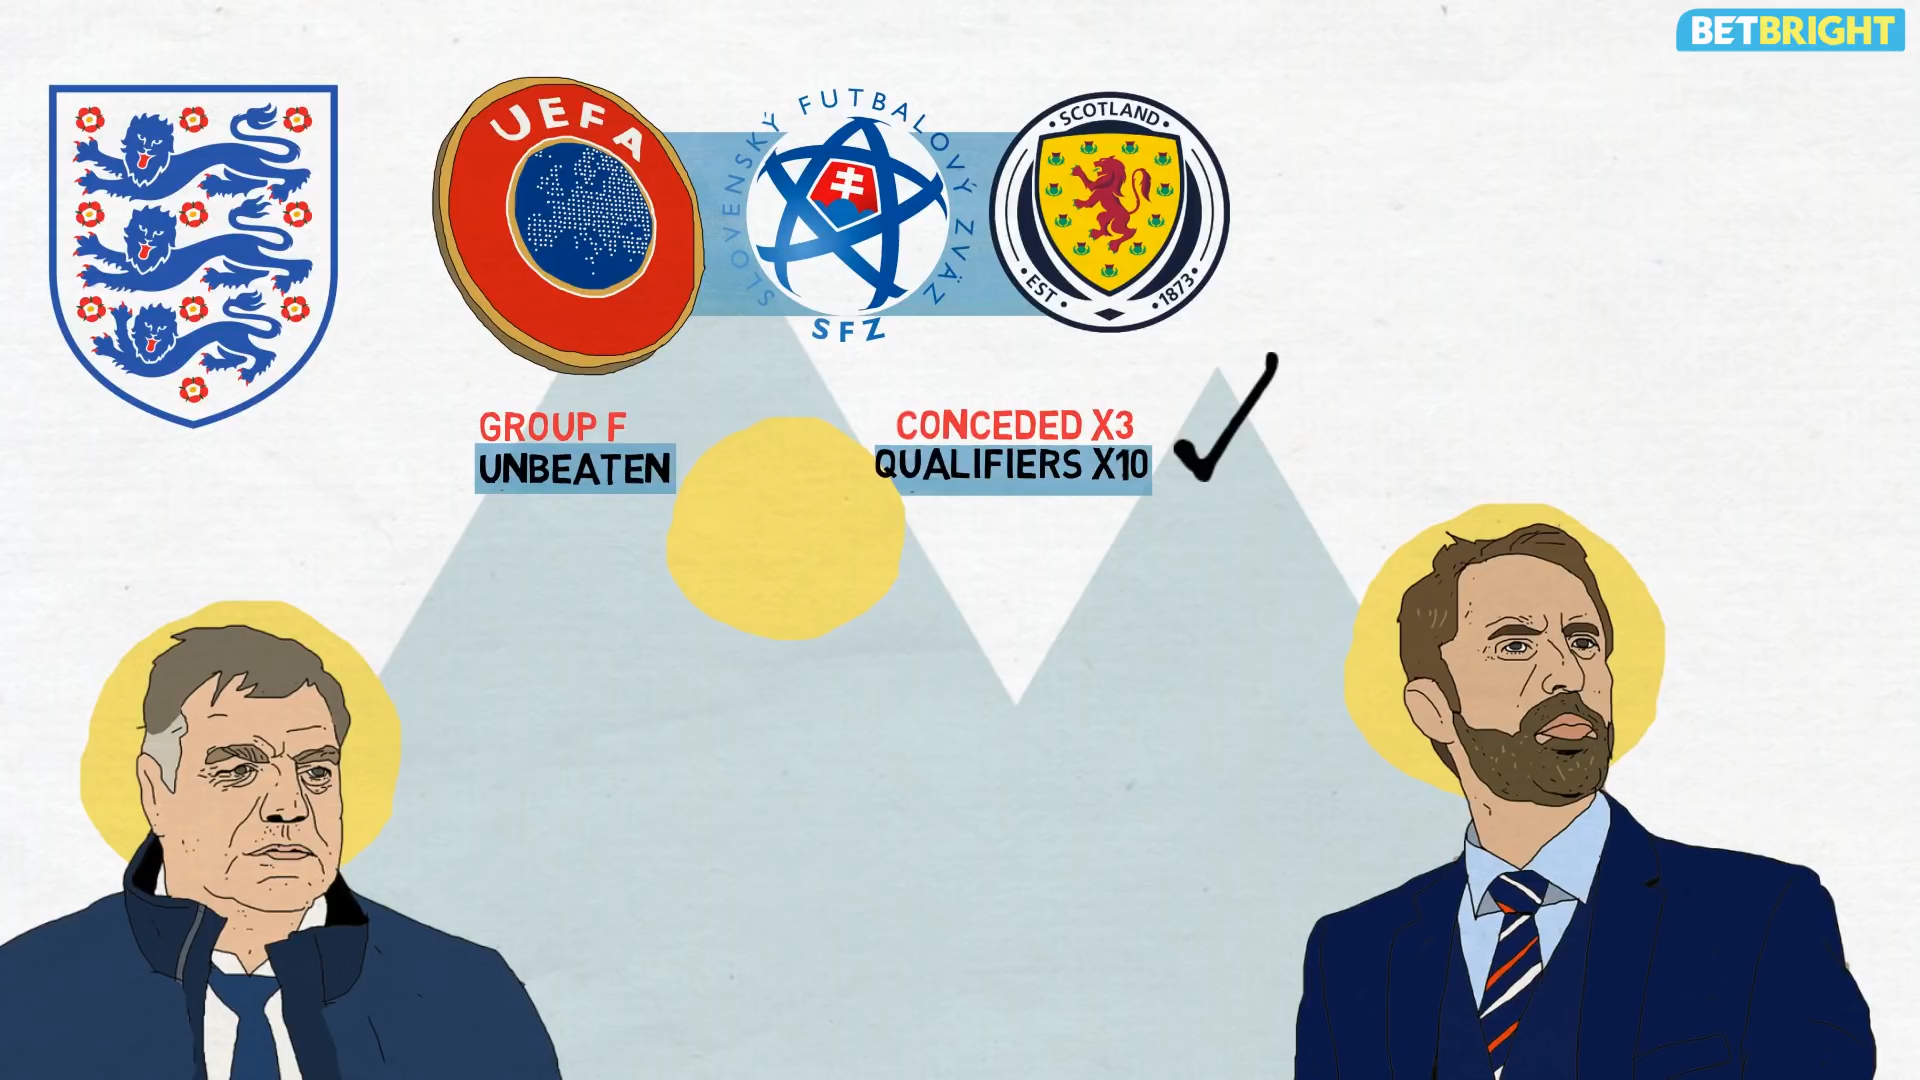 BETBRIGHT
UEFA
SLOVENSKÝ FUTBALOVÝ ZVÄZ
SFZ
• SCOTLAND •
• EST •
• 1873 •
GROUP F
UNBEATEN
CONCEDED X3
QUALIFIERS X10